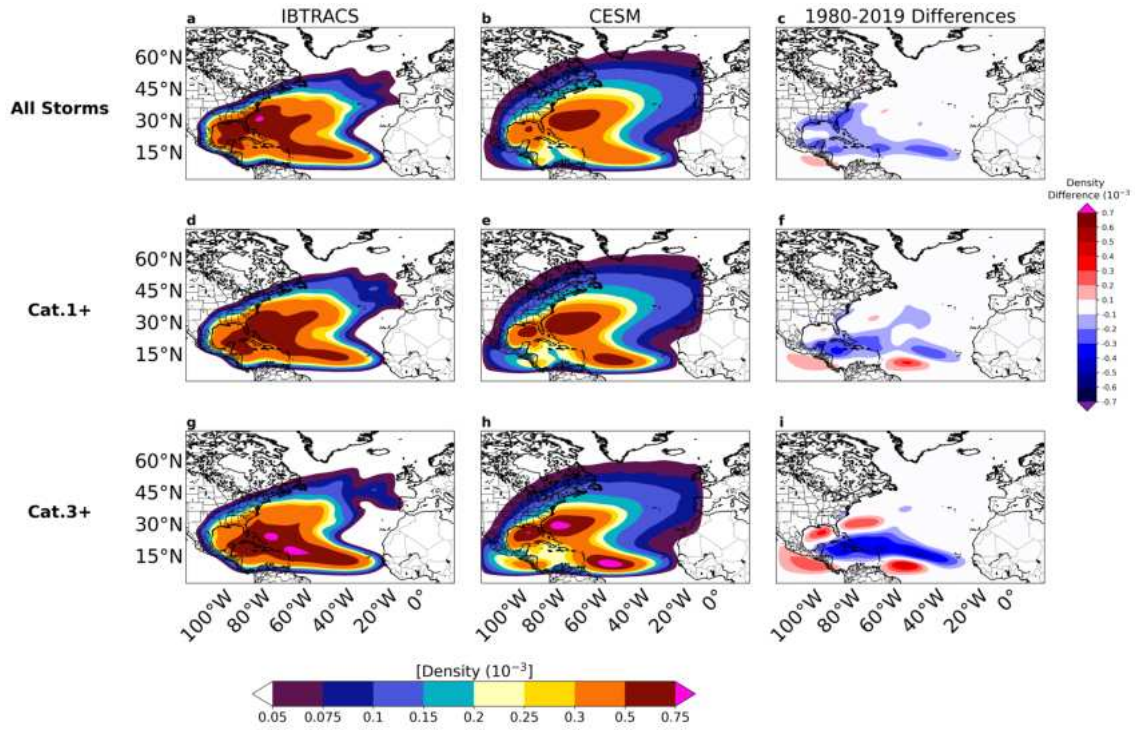 a IBTRACS b CESM c 1980-2019 Differences
60°N
45°N
All Storms
30°N
15°N
Density
Difference (10⁻³
0.7
0.6
0.5
0.4
0.3
0.2
0.1
-0.1
-0.2
-0.3
-0.4
-0.5
-0.6
-0.7
d e f
60°N
45°N
Cat.1+
30°N
15°N
g h i
60°N
45°N
Cat.3+
30°N
15°N
100°W 80°W 60°W 40°W 20°W 0° 100°W 80°W 60°W 40°W 20°W 0° 100°W 80°W 60°W 40°W 20°W 0°
[Density (10⁻³]
0.05 0.075 0.1 0.15 0.2 0.25 0.3 0.5 0.75